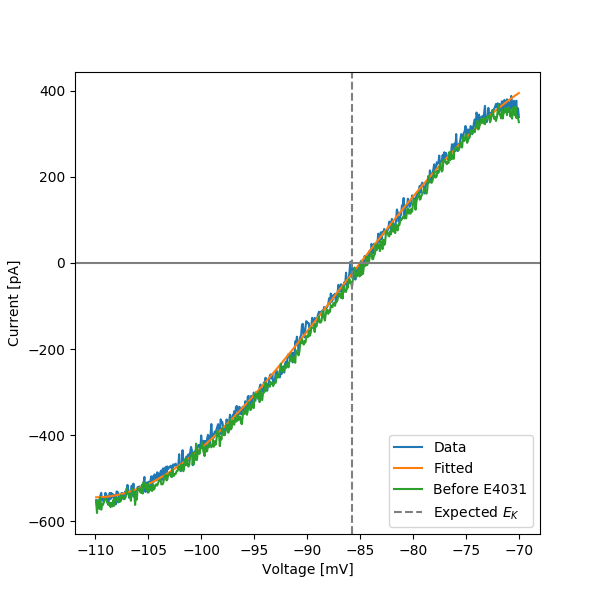 400
200
0
−200
−400
−600
Current [pA]
Data
Fitted
Before E4031
Expected E_K
−110 −105 −100 −95 −90 −85 −80 −75 −70
Voltage [mV]